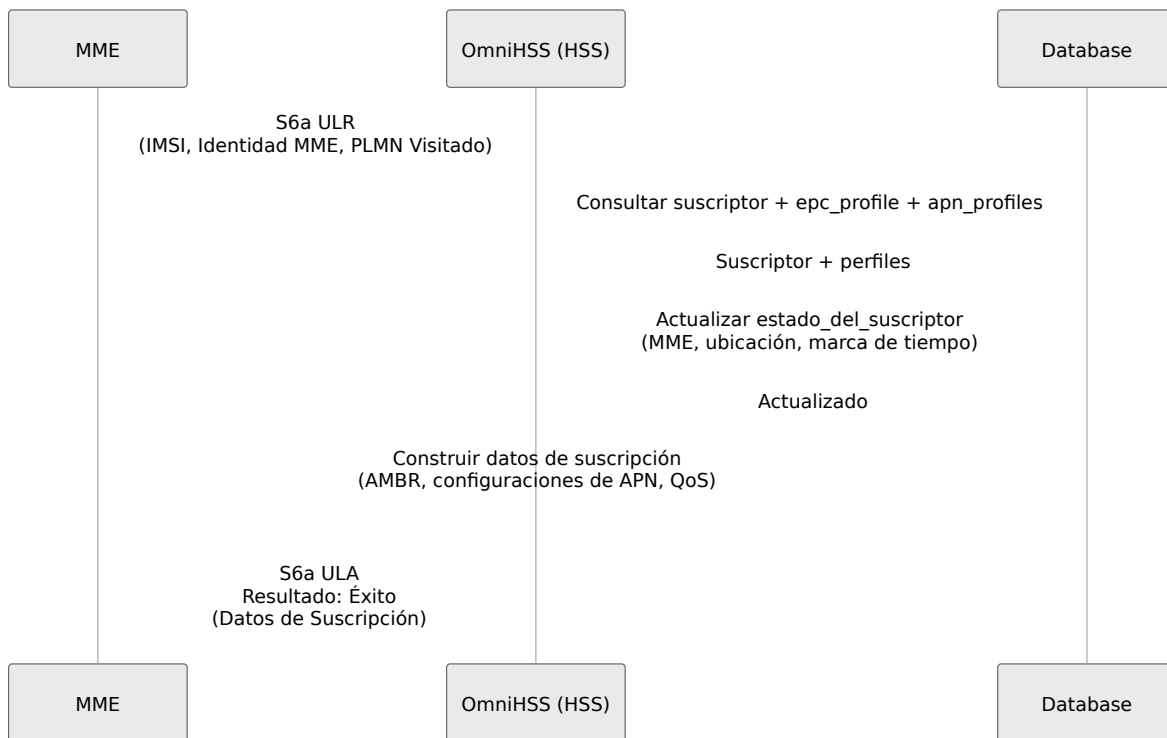 MME
OmniHSS (HSS)
Database
S6a ULR
(IMSI, Identidad MME, PLMN Visitado)
Consultar suscriptor + epc_profile + apn_profiles
Suscriptor + perfiles
Actualizar estado_del_suscriptor
(MME, ubicación, marca de tiempo)
Actualizado
Construir datos de suscripción
(AMBR, configuraciones de APN, QoS)
S6a ULA
Resultado: Éxito
(Datos de Suscripción)
MME
OmniHSS (HSS)
Database